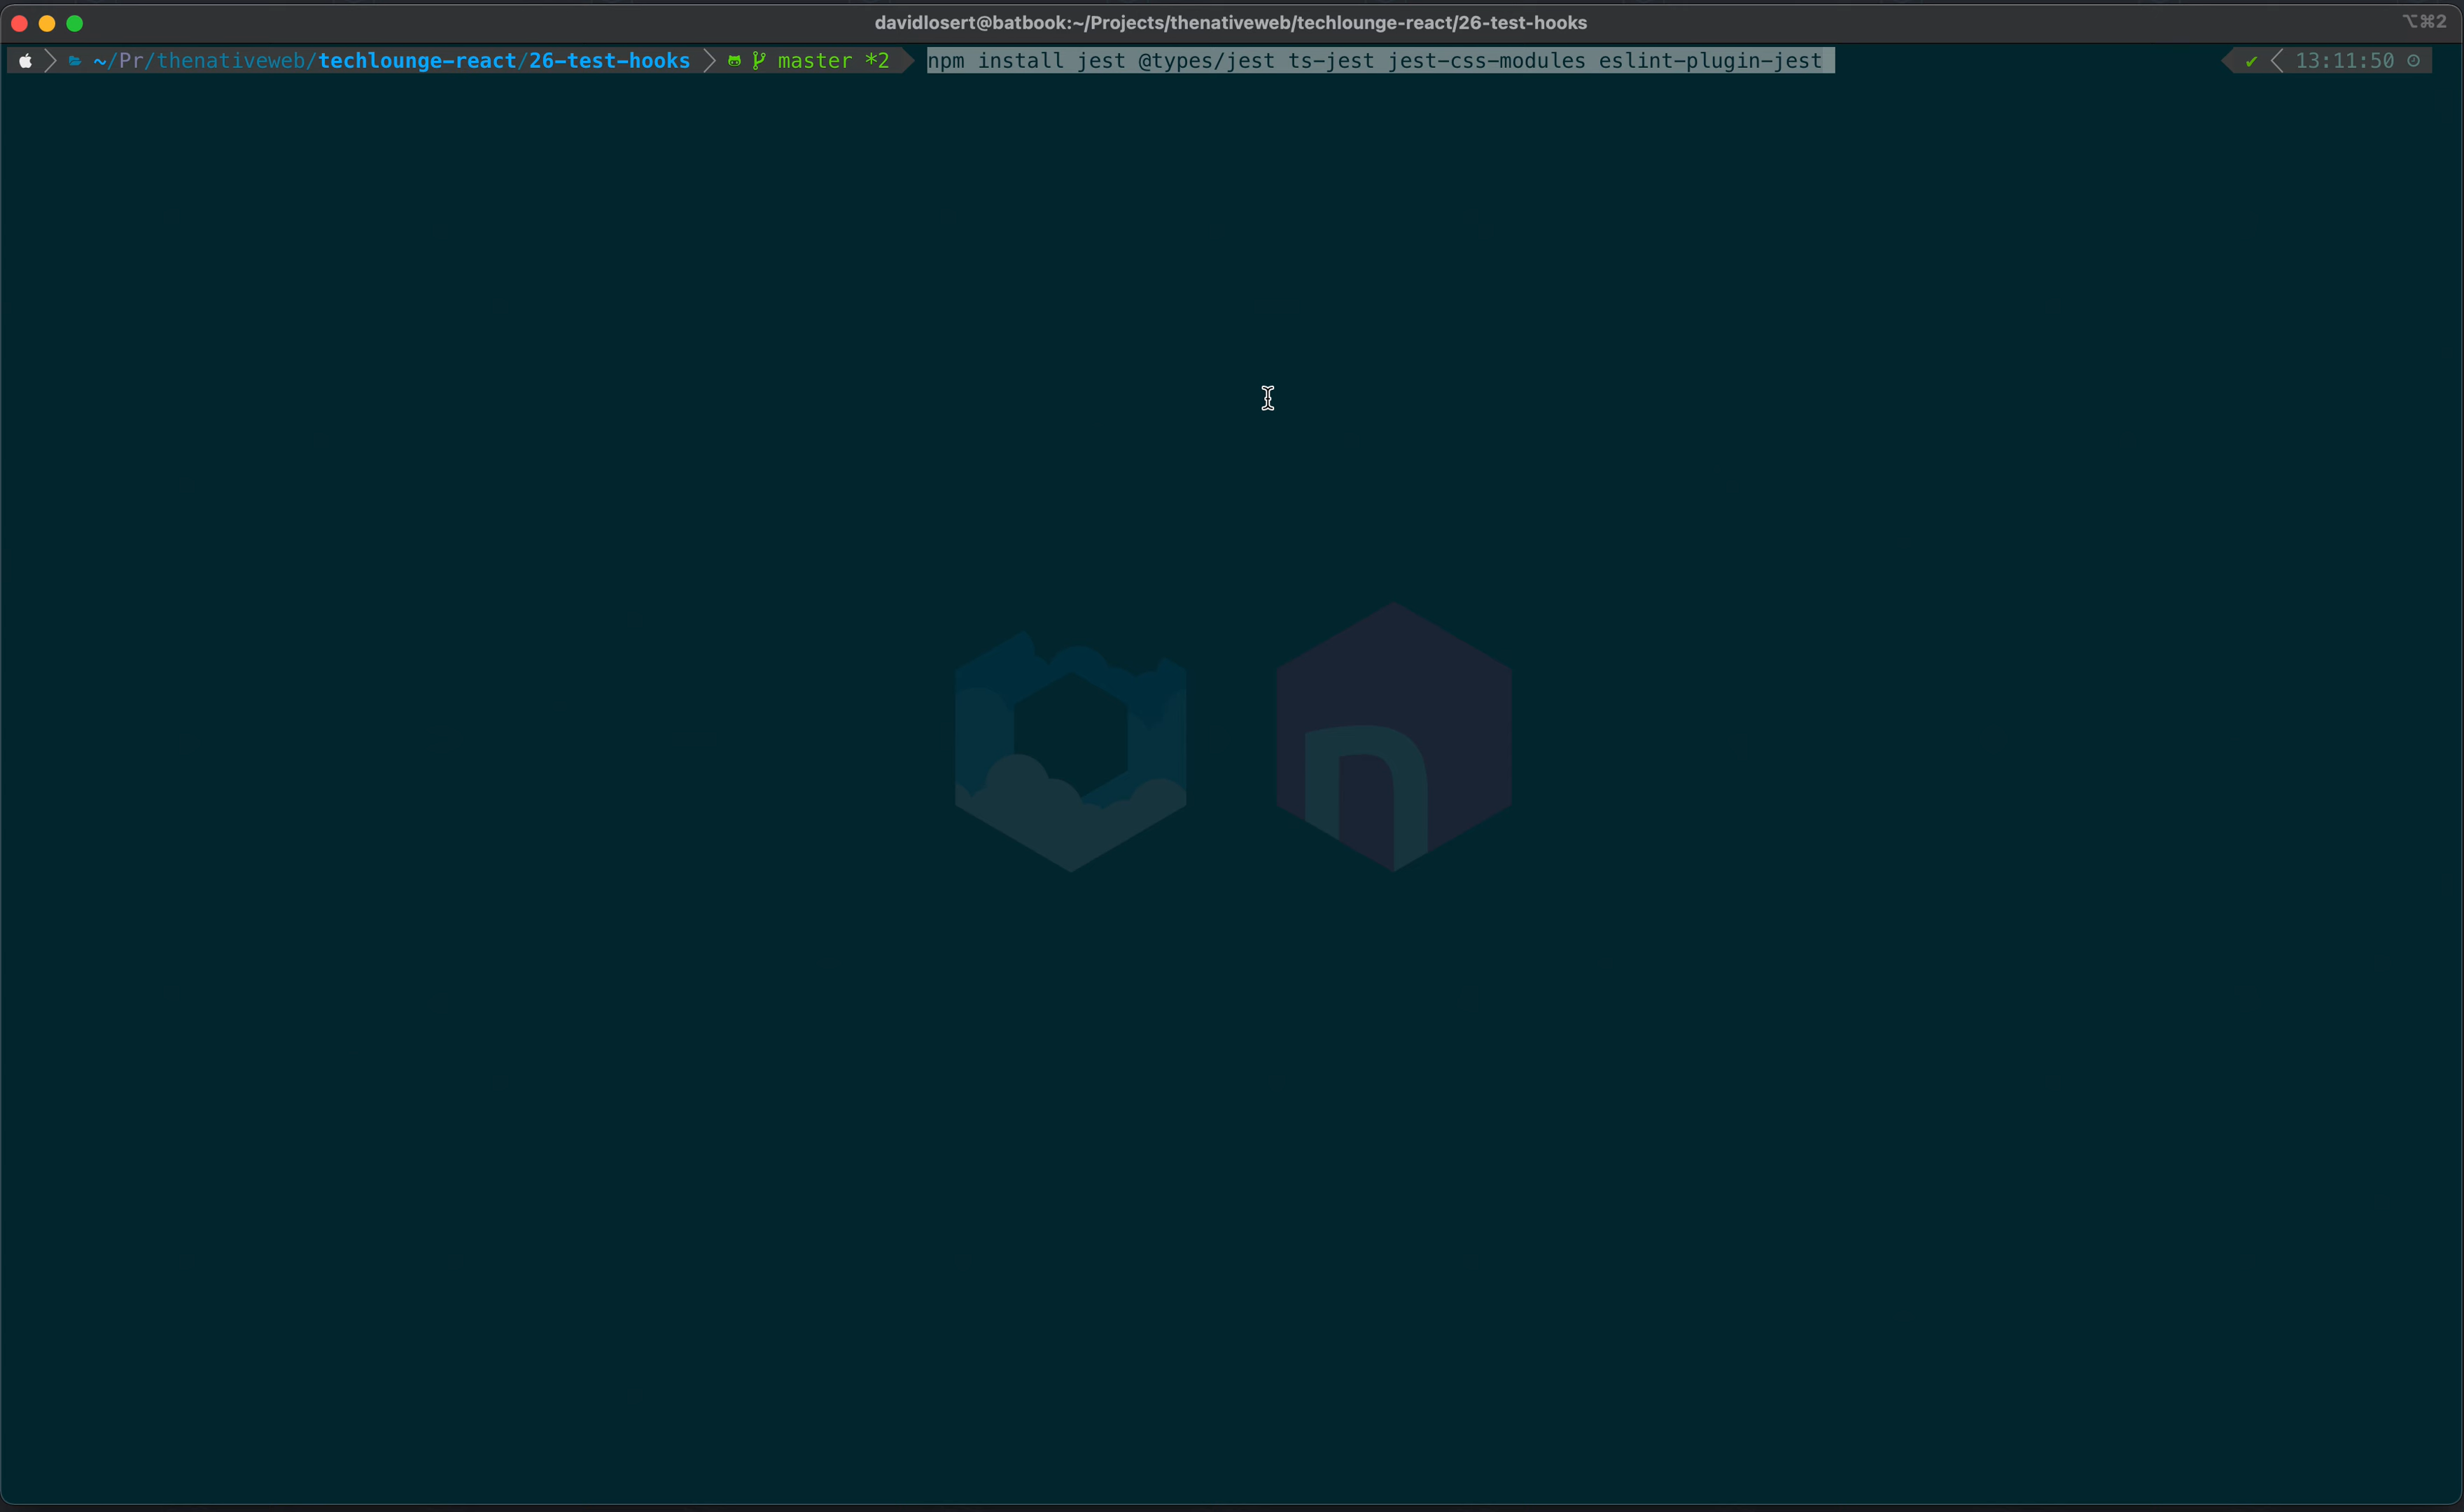 davidlosert@batbook:~/Projects/thenativeweb/techlounge-react/26-test-hooks ⌥⌘2
~/Pr/thenativeweb/techlounge-react/26-test-hooks master *2 npm install jest @types/jest ts-jest jest-css-modules eslint-plugin-jest ✔ 13:11:50
n